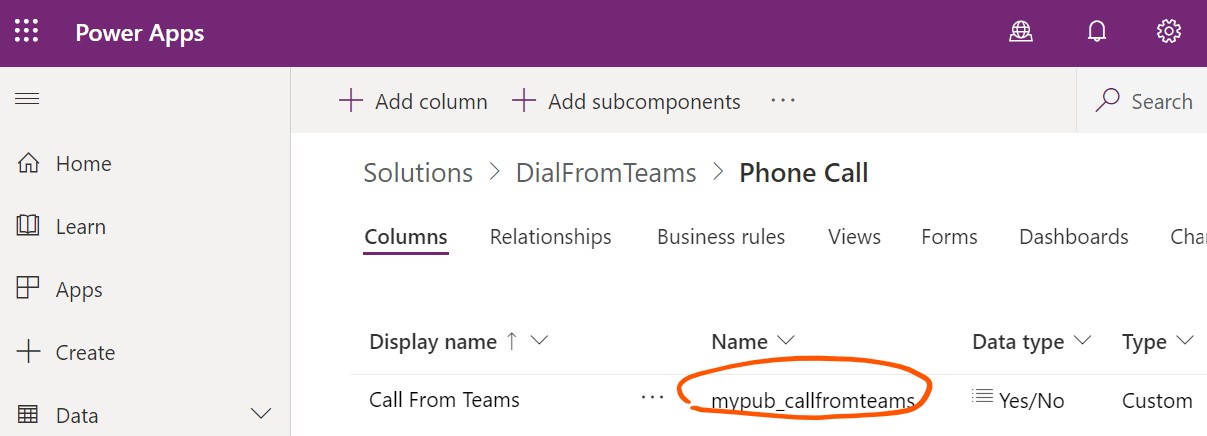 Power Apps
Add column Add subcomponents ... Search
Home
Learn
Apps
Create
Data
Solutions > DialFromTeams > Phone Call
Columns Relationships Business rules Views Forms Dashboards Cha
Display name ↑ Name Data type Type
Call From Teams ... mypub_callfromteams Yes/No Custom